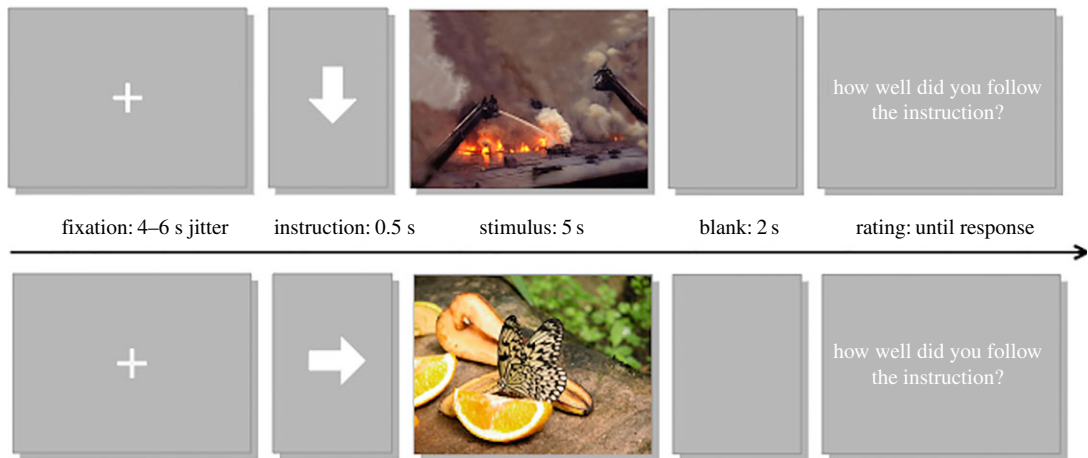 how well did you follow
the instruction?
fixation: 4–6 s jitter
instruction: 0.5 s
stimulus: 5 s
blank: 2 s
rating: until response
how well did you follow
the instruction?